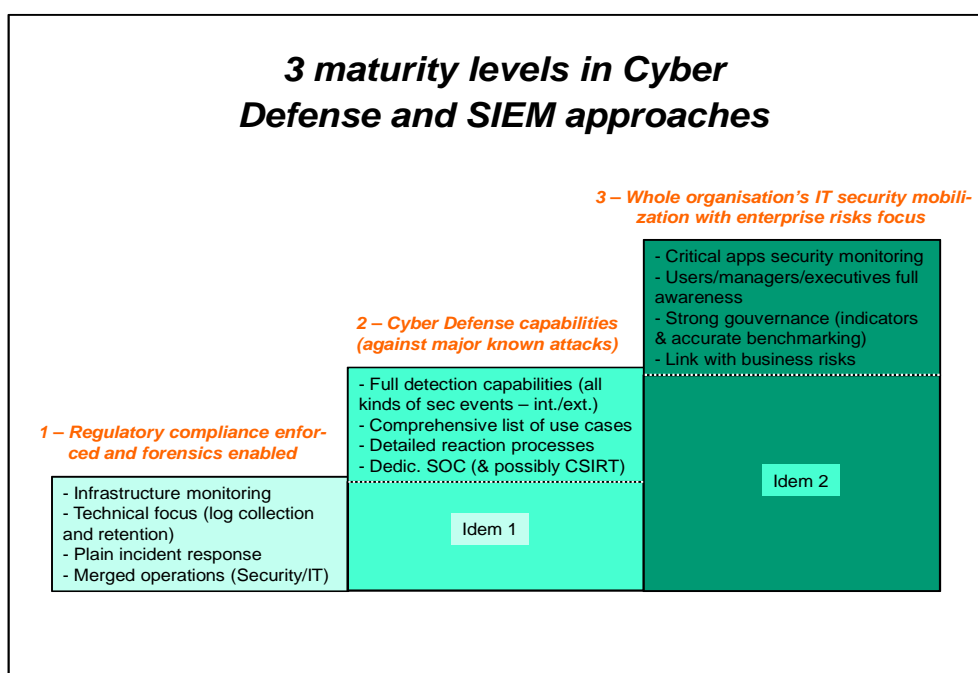 3 maturity levels in Cyber
Defense and SIEM approaches
3 – Whole organisation's IT security mobili-
zation with enterprise risks focus
- Critical apps security monitoring
- Users/managers/executives full
awareness
- Strong gouvernance (indicators
& accurate benchmarking)
- Link with business risks
Idem 2
2 – Cyber Defense capabilities
(against major known attacks)
- Full detection capabilities (all
kinds of sec events – int./ext.)
- Comprehensive list of use cases
- Detailed reaction processes
- Dedic. SOC (& possibly CSIRT)
Idem 1
1 – Regulatory compliance enfor-
ced and forensics enabled
- Infrastructure monitoring
- Technical focus (log collection
and retention)
- Plain incident response
- Merged operations (Security/IT)